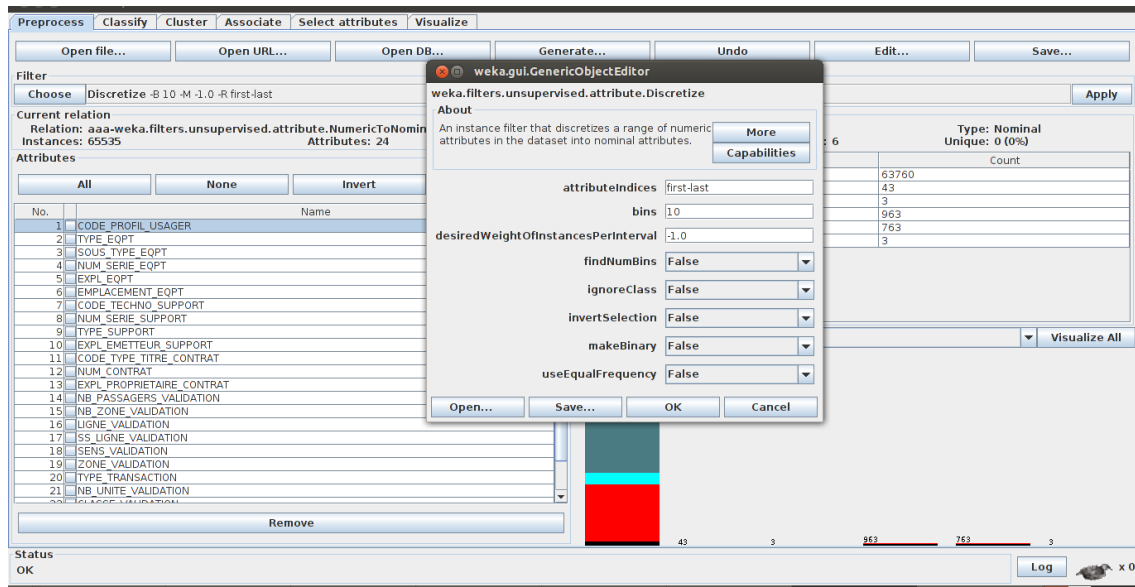 Preprocess Classify Cluster Associate Select attributes Visualize
Open file... Open URL... Open DB... Generate... Undo Edit... Save...
Filter
Choose Discretize -B 10 -M -1.0 -R first-last Apply
Current relation
Relation: aaa-weka.filters.unsupervised.attribute.NumericToNomin
Instances: 65535 Attributes: 24
Type: Nominal
: 6 Unique: 0 (0%)
Attributes
All None Invert
No. Name
1 CODE_PROFIL_USAGER
2 TYPE_EQPT
3 SOUS_TYPE_EQPT
4 NUM_SERIE_EQPT
5 EXPL_EQPT
6 EMPLACEMENT_EQPT
7 CODE_TECHNO_SUPPORT
8 NUM_SERIE_SUPPORT
9 TYPE_SUPPORT
10 EXPL_EMETTEUR_SUPPORT
11 CODE_TYPE_TITRE_CONTRAT
12 NUM_CONTRAT
13 EXPL_PROPRIETAIRE_CONTRAT
14 NB_PASSAGERS_VALIDATION
15 NB_ZONE_VALIDATION
16 LIGNE_VALIDATION
17 SS_LIGNE_VALIDATION
18 SENS_VALIDATION
19 ZONE_VALIDATION
20 TYPE_TRANSACTION
21 NB_UNITE_VALIDATION
Remove
weka.gui.GenericObjectEditor
weka.filters.unsupervised.attribute.Discretize
About
An instance filter that discretizes a range of numeric
attributes in the dataset into nominal attributes.
More
Capabilities
attributeIndices first-last
bins 10
desiredWeightOfInstancesPerInterval -1.0
findNumBins False
ignoreClass False
invertSelection False
makeBinary False
useEqualFrequency False
Open... Save... OK Cancel
Count
63760
43
3
963
763
3
Visualize All
43 3 963 763 3
Status
OK
Log x 0